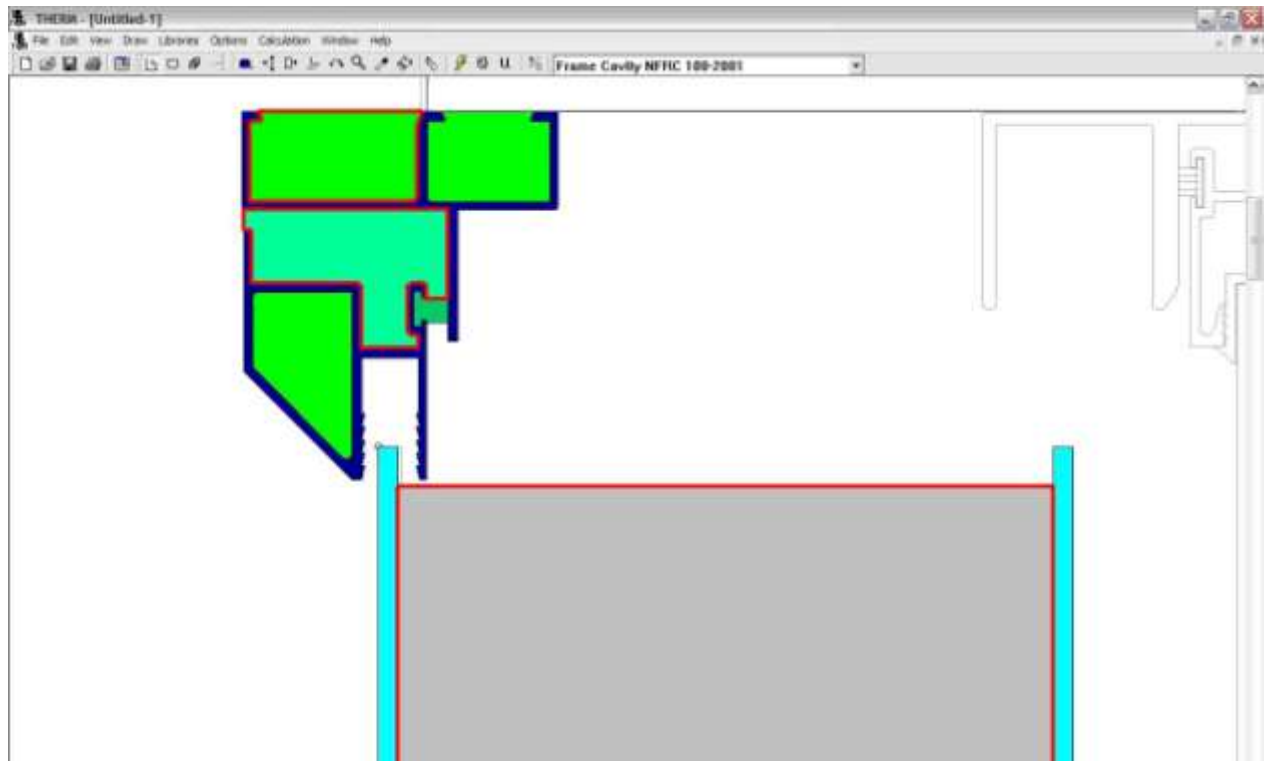 THERM - [Untitled-1]
File Edit View Draw Libraries Options Calculation Window Help
U Frame Cavity NFRC 100-2001